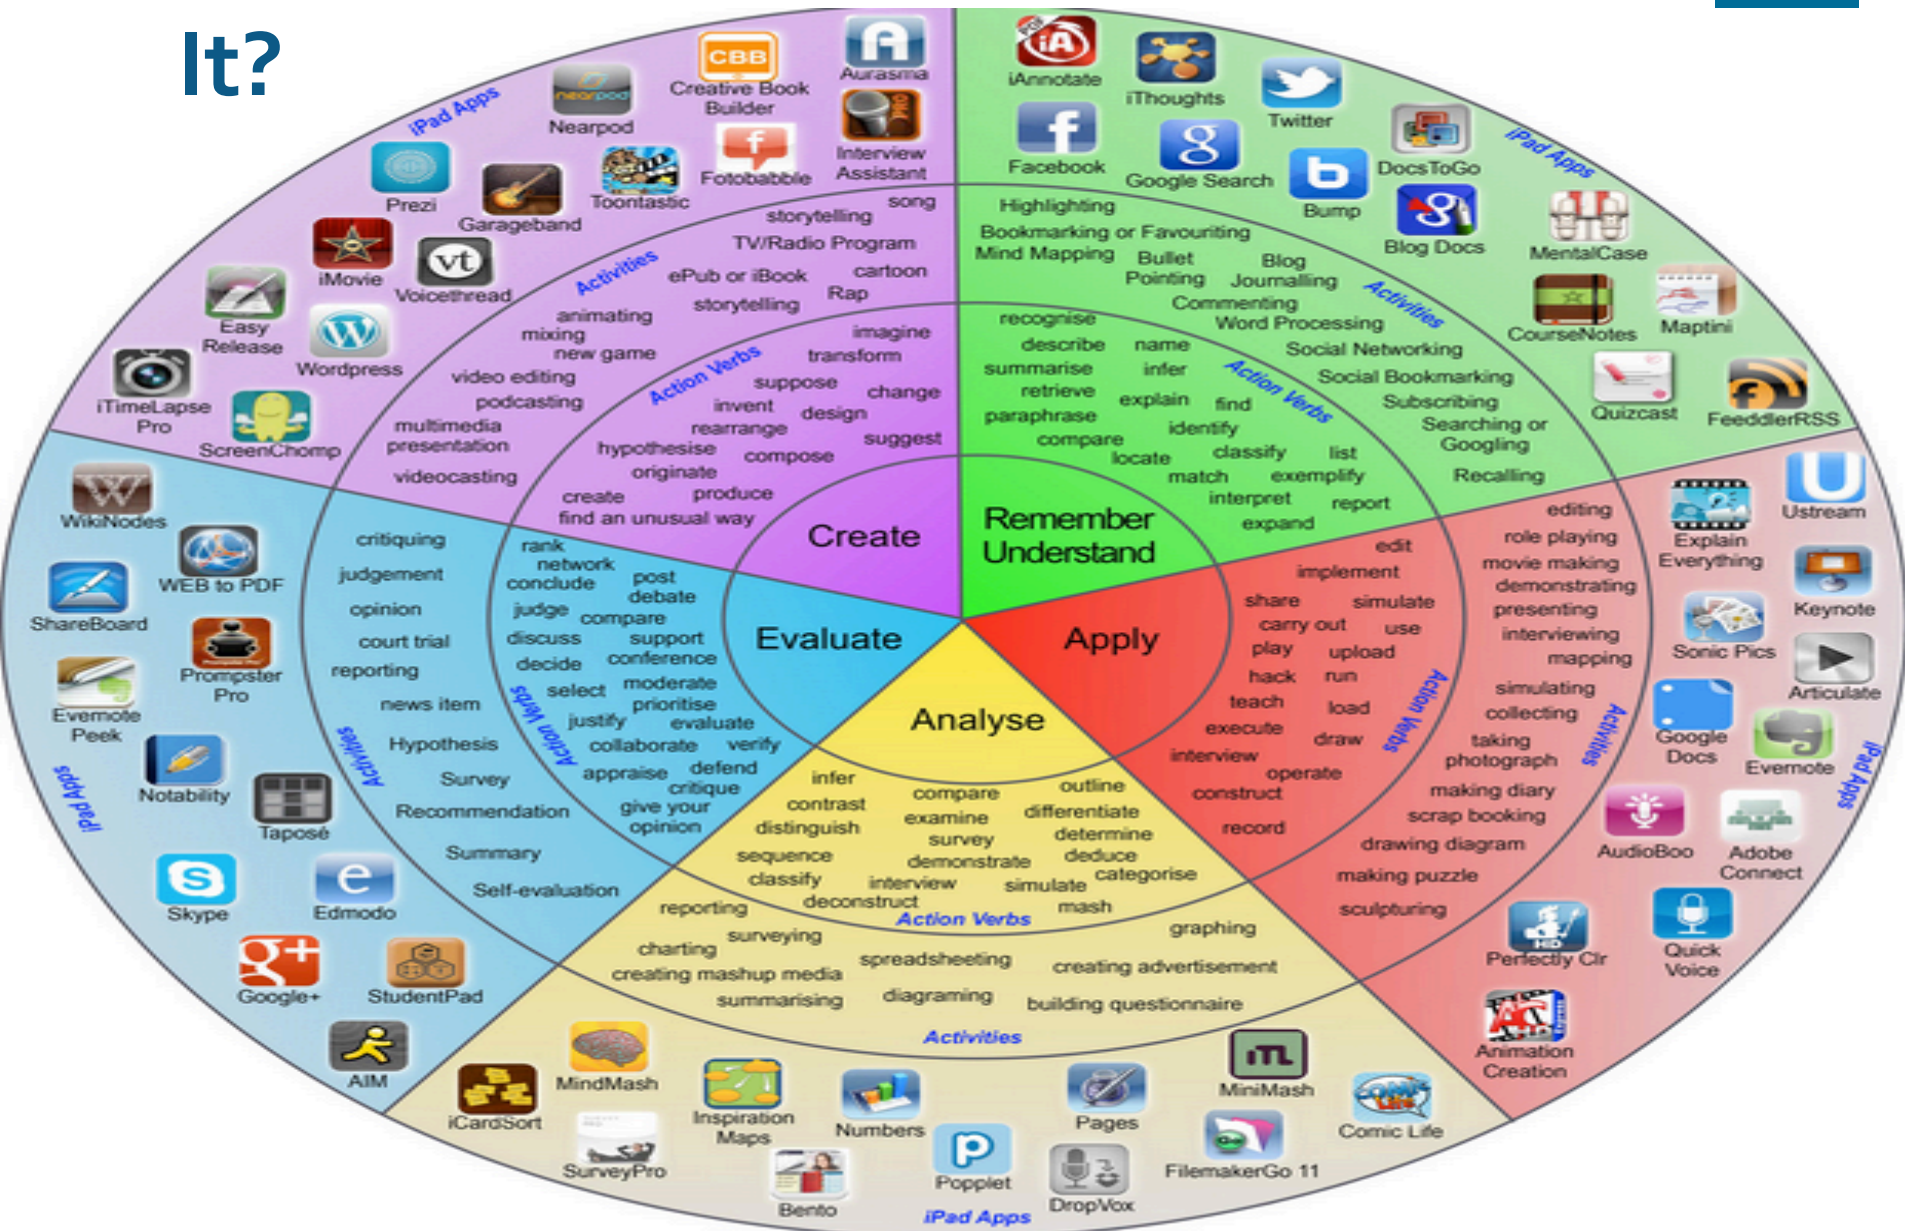 It?
iPad Apps
CBB
Creative Book
Builder
A
Aurasma
nearpod
Nearpod
f
Fotobabble
PRO
Interview
Assistant
Prezi
Garageband
Toontastic
iMovie
vt
Voicethread
Easy
Release
W
Wordpress
iTimeLapse
Pro
ScreenChomp
Activities
song
storytelling
TV/Radio Program
ePub or iBook
cartoon
storytelling
Rap
animating
mixing
new game
video editing
podcasting
multimedia
presentation
videocasting
Action Verbs
imagine
transform
suppose
change
invent
design
rearrange
suggest
hypothesise
compose
originate
create
produce
find an unusual way
Create
PDF
iA
iAnnotate
iThoughts
Twitter
f
Facebook
g
Google Search
b
Bump
DocsToGo
iPad Apps
g
Blog Docs
MentalCase
CourseNotes
Maptini
Quizcast
f
FeeddlerRSS
Highlighting
Bookmarking or Favouriting
Mind Mapping
Bullet
Pointing
Blog
Journalling
Activities
Commenting
Word Processing
Social Networking
Social Bookmarking
Subscribing
Searching or
Googling
Recalling
recognise
describe
name
summarise
infer
Action Verbs
retrieve
explain
find
paraphrase
identify
compare
classify
list
locate
match
exemplify
interpret
report
expand
Remember
Understand
U
Ustream
Explain
Everything
Keynote
Sonic Pics
Articulate
Google
Docs
Evernote
iPad Apps
AudioBoo
Adobe
Connect
HD
Perfectly Clr
Quick
Voice
Animation
Creation
editing
role playing
movie making
demonstrating
presenting
interviewing
mapping
simulating
collecting
Activities
taking
photograph
making diary
scrap booking
drawing diagram
making puzzle
sculpturing
edit
implement
share
simulate
carry out
use
play
upload
hack
run
Action Verbs
teach
load
execute
draw
interview
operate
construct
record
Apply
Analyse
infer
compare
outline
contrast
examine
differentiate
distinguish
survey
determine
sequence
demonstrate
deduce
classify
interview
simulate
categorise
deconstruct
mash
Action Verbs
reporting
graphing
surveying
charting
spreadsheeting
creating mashup media
creating advertisement
summarising
diagraming
building questionnaire
Activities
MindMash
iCardSort
SurveyPro
Inspiration
Maps
Bento
Numbers
p
Popplet
Pages
DropVox
MiniMash
Go
FilemakerGo 11
COMIC
Life
Comic Life
iPad Apps
Evaluate
rank
network
conclude
post
debate
judge
compare
discuss
support
decide
conference
select
moderate
prioritise
Action Verbs
justify
evaluate
collaborate
verify
appraise
defend
critique
give your
opinion
critiquing
judgement
opinion
court trial
reporting
news item
Activities
Hypothesis
Survey
Recommendation
Summary
Self-evaluation
W
WikiNodes
WEB to PDF
ShareBoard
Prompster
Pro
Evernote
Peek
Notability
Taposé
iPad Apps
S
Skype
e
Edmodo
g+
Google+
StudentPad
AIM